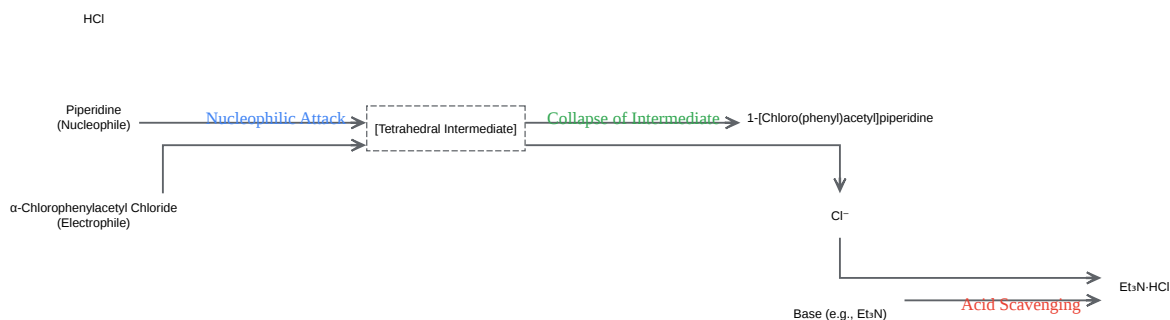 HCl
Piperidine
(Nucleophile)
Nucleophilic Attack
[Tetrahedral Intermediate]
Collapse of Intermediate
1-[Chloro(phenyl)acetyl]piperidine
α-Chlorophenylacetyl Chloride
(Electrophile)
Cl⁻
Et₃N·HCl
Acid Scavenging
Base (e.g., Et₃N)